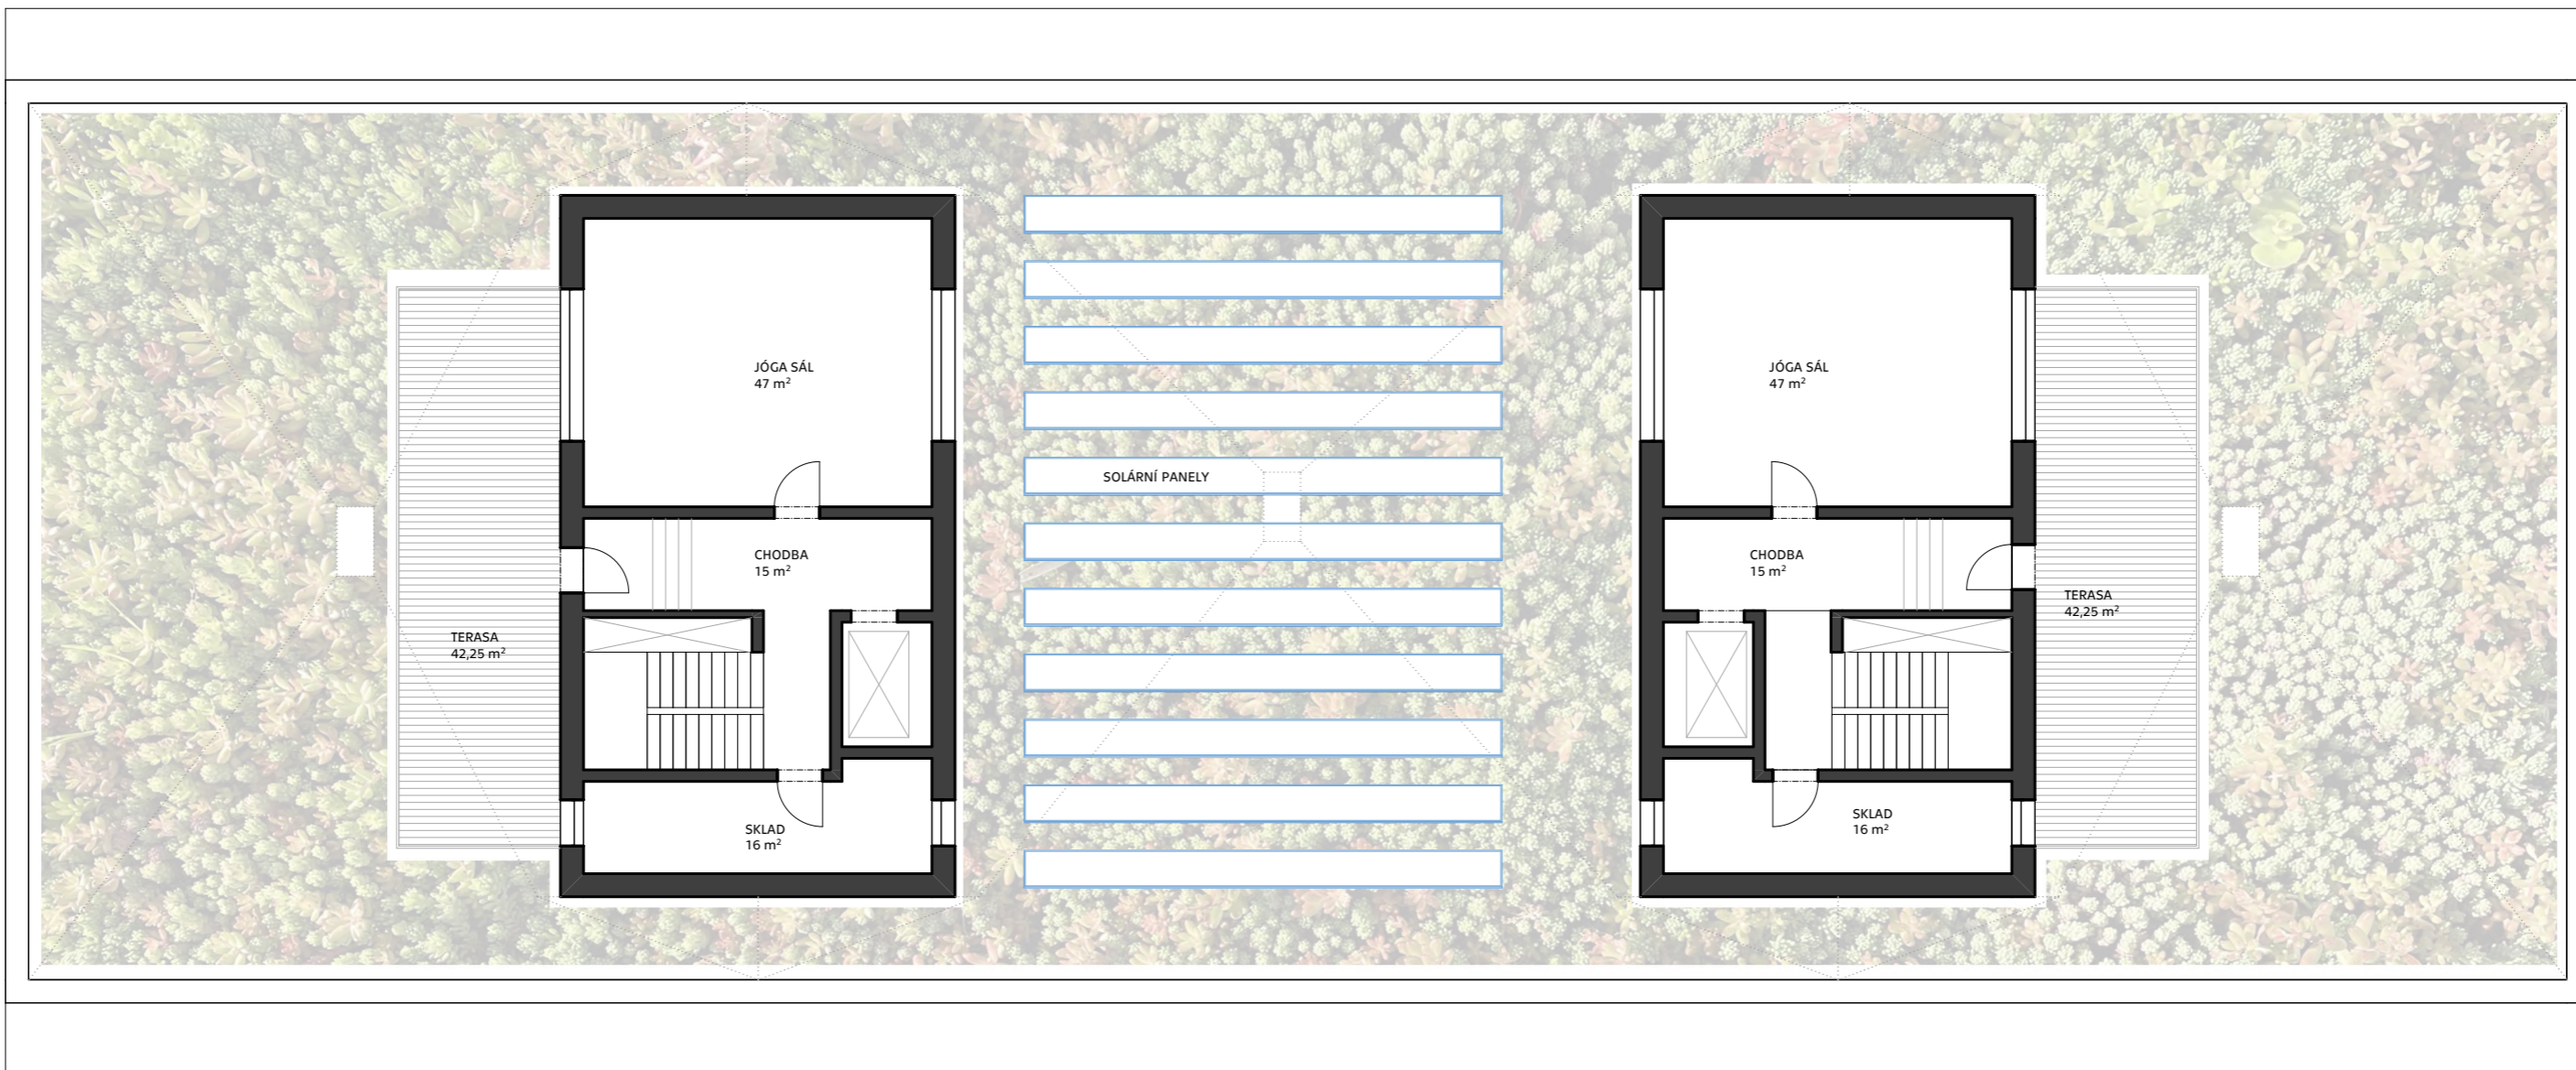 JÓGA SÁL
47 m²
CHODBA
15 m²
TERASA
42,25 m²
SKLAD
16 m²
SOLÁRNÍ PANELY
JÓGA SÁL
47 m²
CHODBA
15 m²
TERASA
42,25 m²
SKLAD
16 m²